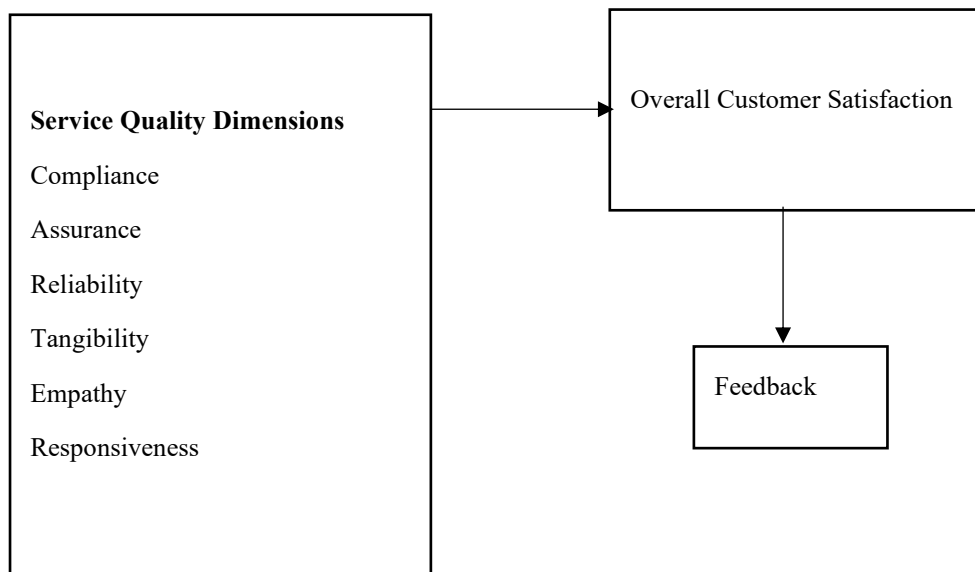 Service Quality Dimensions
Compliance
Assurance
Reliability
Tangibility
Empathy
Responsiveness
Overall Customer Satisfaction
Feedback